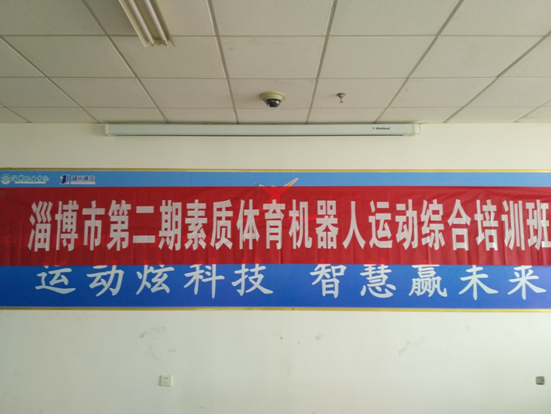 淄博市第二期素质体育机器人运动综合培训班
运动炫科技 智慧赢未来